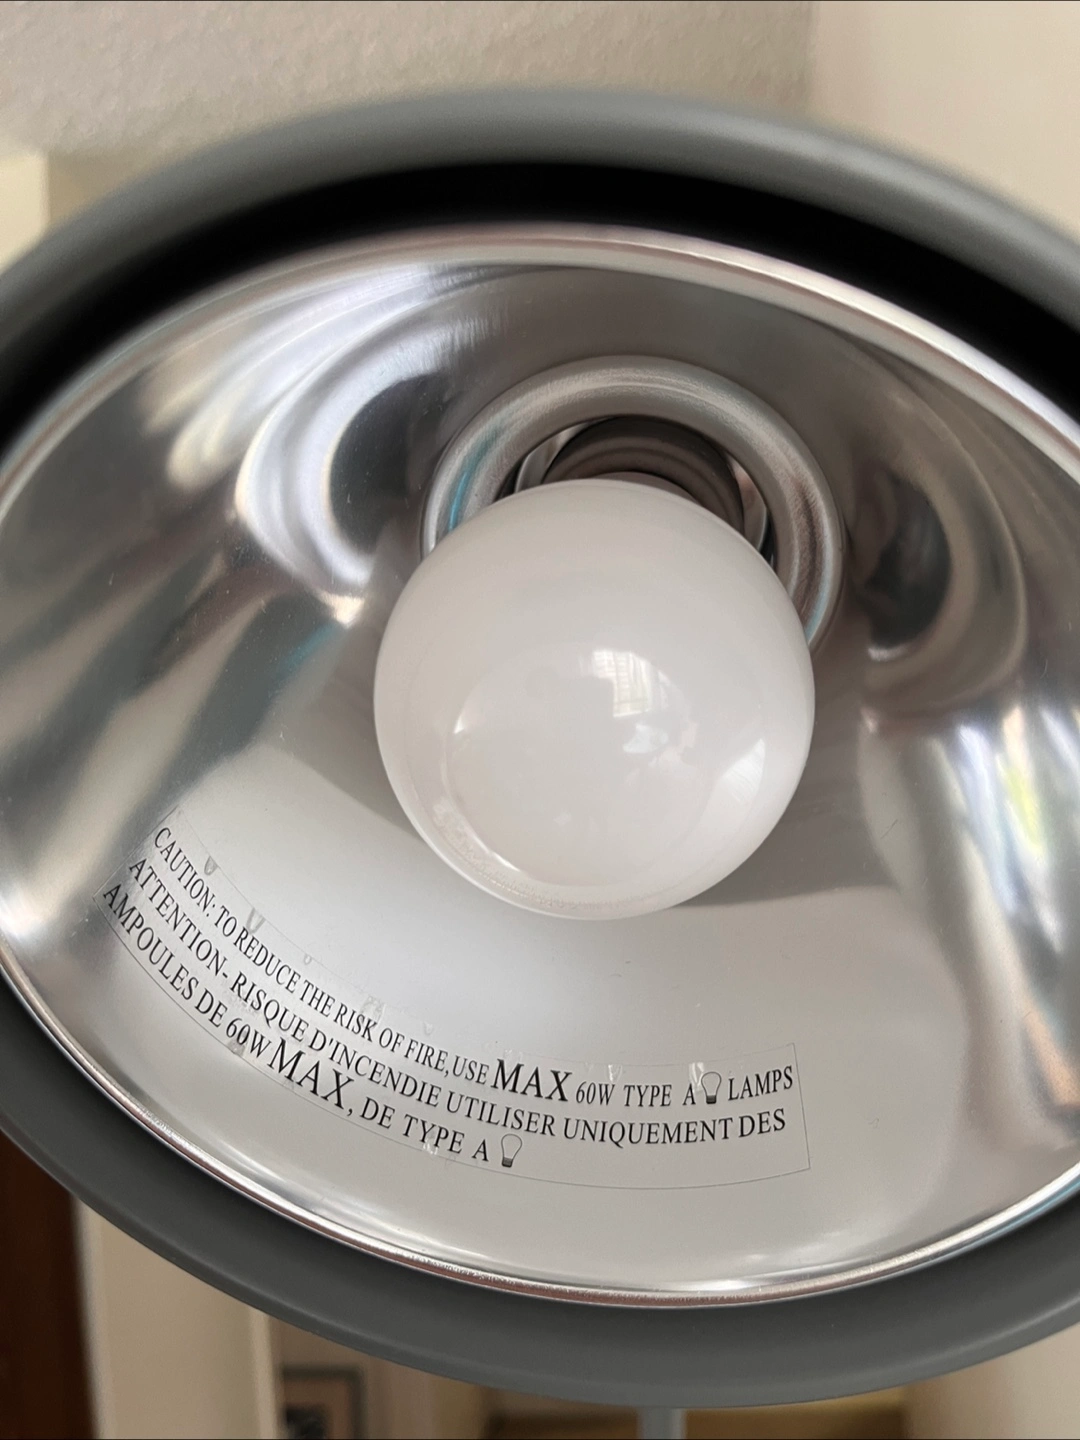 CAUTION: TO REDUCE THE RISK OF FIRE,USE MAX 60W TYPE A LAMPS
ATTENTION- RISQUE D'INCENDIE UTILISER UNIQUEMENT DES
AMPOULES DE 60W MAX, DE TYPE A